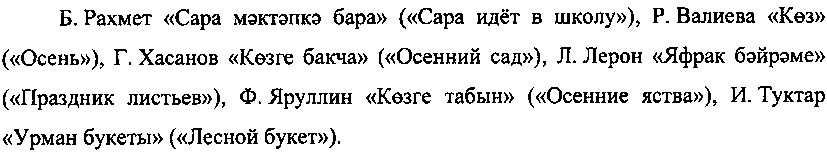 Б. Рахмет «Сара мәктәпкә бара» («Сара идёт в школу»), Р. Валиева «Көз»
(«Осень»), Г. Хасанов «Көзге бакча» («Осенний сад»), Л. Лерон «Яфрак бәйрәме»
(«Праздник листьев»), Ф. Яруллин «Көзге табын» («Осенние яства»), И. Туктар
«Урман букеты» («Лесной букет»).